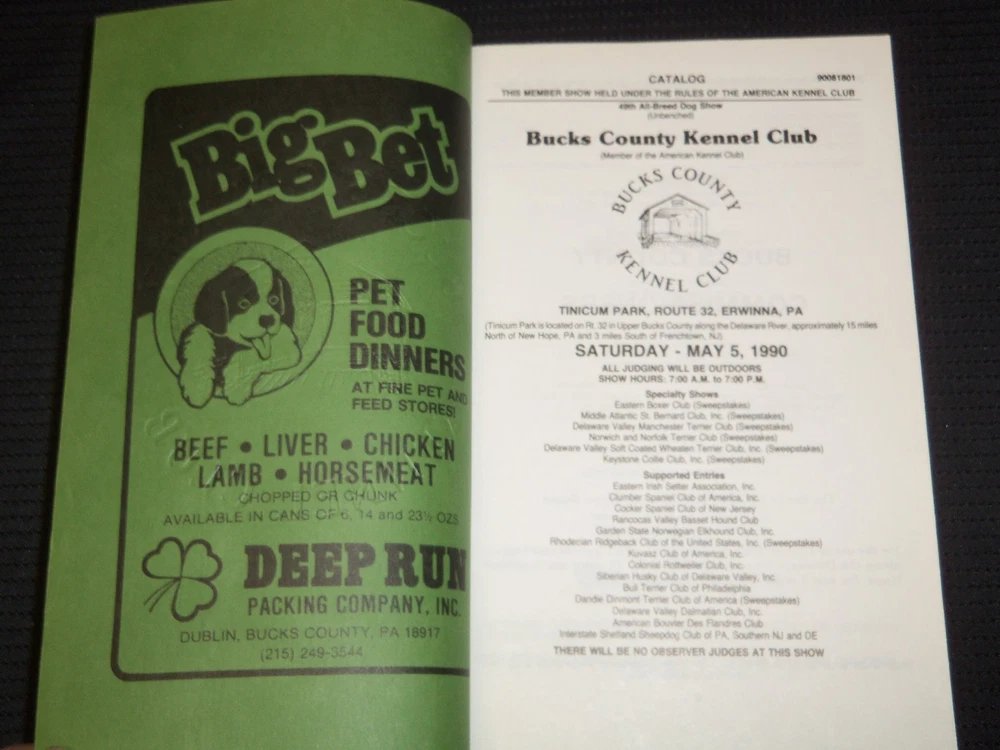 Big Bet
PET
FOOD
DINNERS
AT FINE PET AND
FEED STORES!
BEEF • LIVER • CHICKEN
LAMB • HORSEMEAT
CHOPPED OR CHUNK
AVAILABLE IN CANS OF 6, 14 and 23½ OZS
DEEP RUN
PACKING COMPANY, INC.
DUBLIN, BUCKS COUNTY, PA 18917
(215) 249-3544
CATALOG 90081801
THIS MEMBER SHOW HELD UNDER THE RULES OF THE AMERICAN KENNEL CLUB
49th All-Breed Dog Show
(Unbenched)
Bucks County Kennel Club
(Member of the American Kennel Club)
BUCKS COUNTY
KENNEL CLUB
TINICUM PARK, ROUTE 32, ERWINNA, PA
(Tinicum Park is located on Rt. 32 in Upper Bucks County along the Delaware River, approximately 15 miles
North of New Hope, PA and 3 miles South of Frenchtown, NJ)
SATURDAY - MAY 5, 1990
ALL JUDGING WILL BE OUTDOORS
SHOW HOURS: 7:00 A.M. to 7:00 P.M.
Specialty Shows
Eastern Boxer Club (Sweepstakes)
Middle Atlantic St. Bernard Club, Inc. (Sweepstakes)
Delaware Valley Manchester Terrier Club (Sweepstakes)
Norwich and Norfolk Terrier Club (Sweepstakes)
Delaware Valley Soft Coated Wheaten Terrier Club, Inc. (Sweepstakes)
Keystone Collie Club, Inc. (Sweepstakes)
Supported Entries
Eastern Irish Setter Association, Inc.
Clumber Spaniel Club of America, Inc.
Cocker Spaniel Club of New Jersey
Rancocas Valley Basset Hound Club
Garden State Norwegian Elkhound Club, Inc.
Rhodesian Ridgeback Club of the United States, Inc. (Sweepstakes)
Kuvasz Club of America, Inc.
Colonial Rottweiler Club, Inc.
Siberian Husky Club of Delaware Valley, Inc.
Bull Terrier Club of Philadelphia
Dandie Dinmont Terrier Club of America (Sweepstakes)
Delaware Valley Dalmatian Club, Inc.
American Bouvier Des Flandres Club
Interstate Shetland Sheepdog Club of PA, Southern NJ and DE
THERE WILL BE NO OBSERVER JUDGES AT THIS SHOW